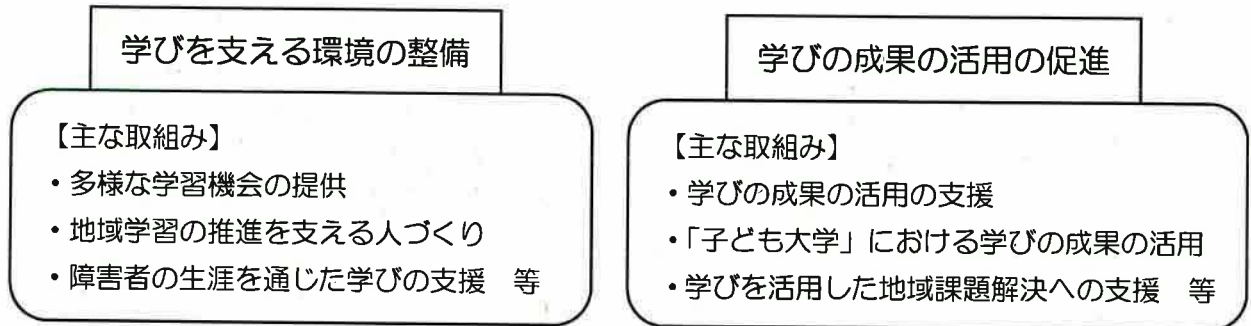 学びを支える環境の整備
【主な取組み】
・多様な学習機会の提供
・地域学習の推進を支える人づくり
・障害者の生涯を通じた学びの支援　等
学びの成果の活用の促進
【主な取組み】
・学びの成果の活用の支援
・「子ども大学」における学びの成果の活用
・学びを活用した地域課題解決への支援　等